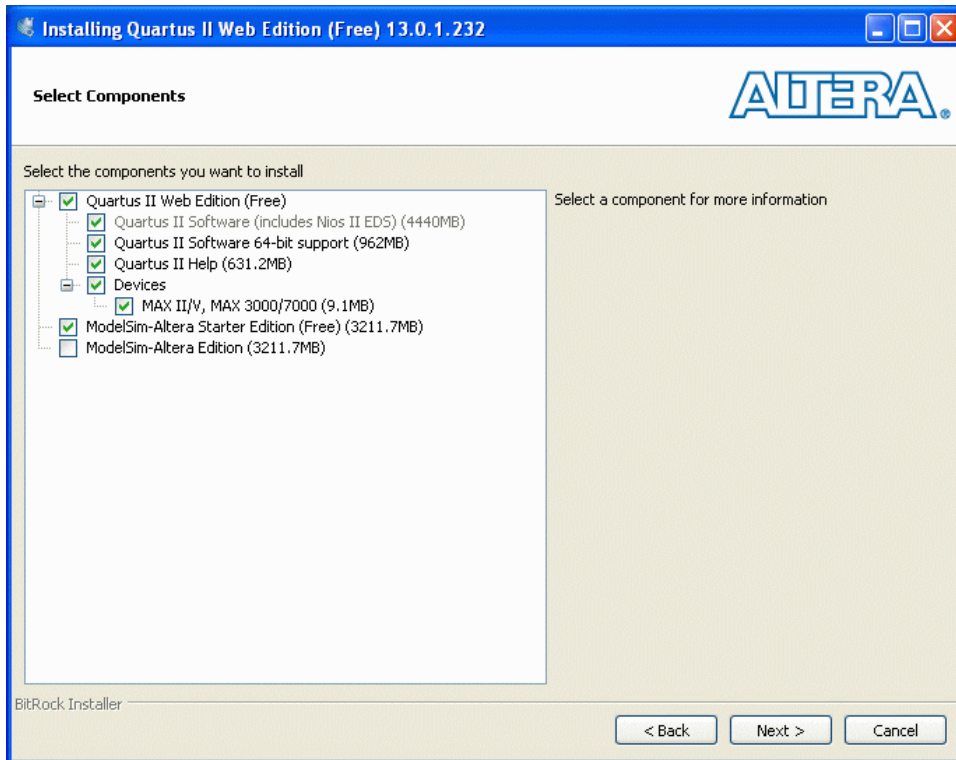 Installing Quartus II Web Edition (Free) 13.0.1.232
Select Components
ALTERA®
Select the components you want to install
Quartus II Web Edition (Free)
Quartus II Software (includes Nios II EDS) (4440MB)
Quartus II Software 64-bit support (962MB)
Quartus II Help (631.2MB)
Devices
MAX II/V, MAX 3000/7000 (9.1MB)
ModelSim-Altera Starter Edition (Free) (3211.7MB)
ModelSim-Altera Edition (3211.7MB)
Select a component for more information
BitRock Installer
< Back Next > Cancel